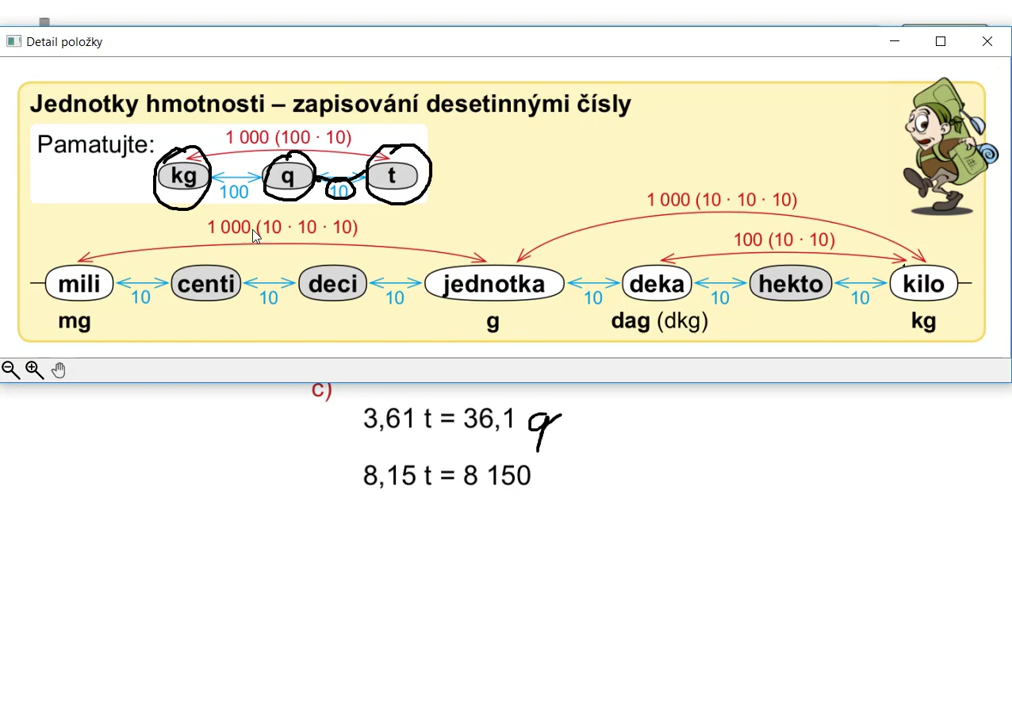 Detail položky
Jednotky hmotnosti – zapisování desetinnými čísly
Pamatujte:
1 000 (100 · 10)
kg q t
100 10
1 000 (10 · 10 · 10)
1 000 (10 · 10 · 10)
100 (10 · 10)
mili centi deci jednotka deka hekto kilo
10 10 10 10 10 10
mg g dag (dkg) kg
c)
3,61 t = 36,1 q
8,15 t = 8 150